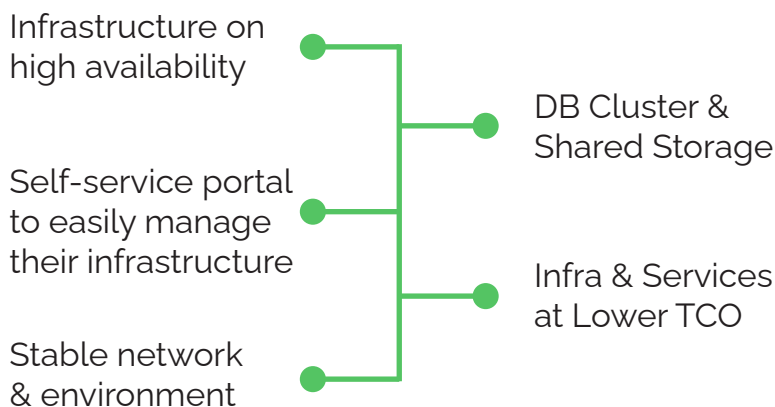 Infrastructure on
high availability
DB Cluster &
Shared Storage
Self-service portal
to easily manage
their infrastructure
Infra & Services
at Lower TCO
Stable network
& environment